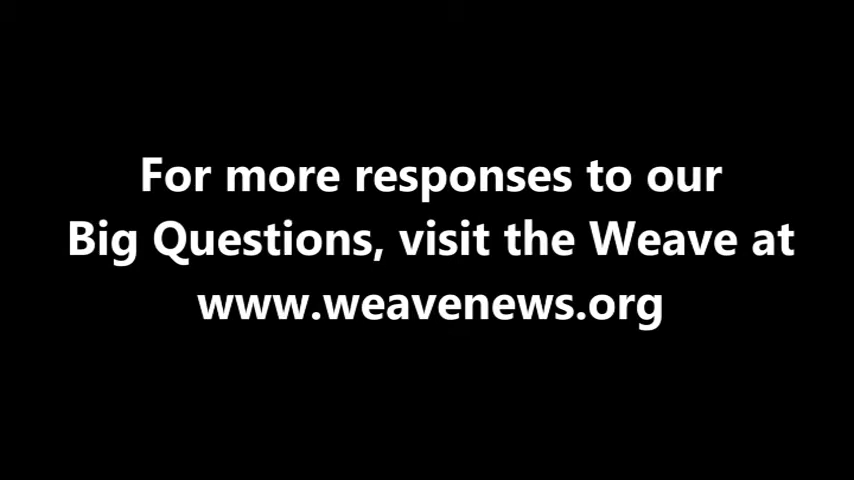 For more responses to our
Big Questions, visit the Weave at
www.weavenews.org